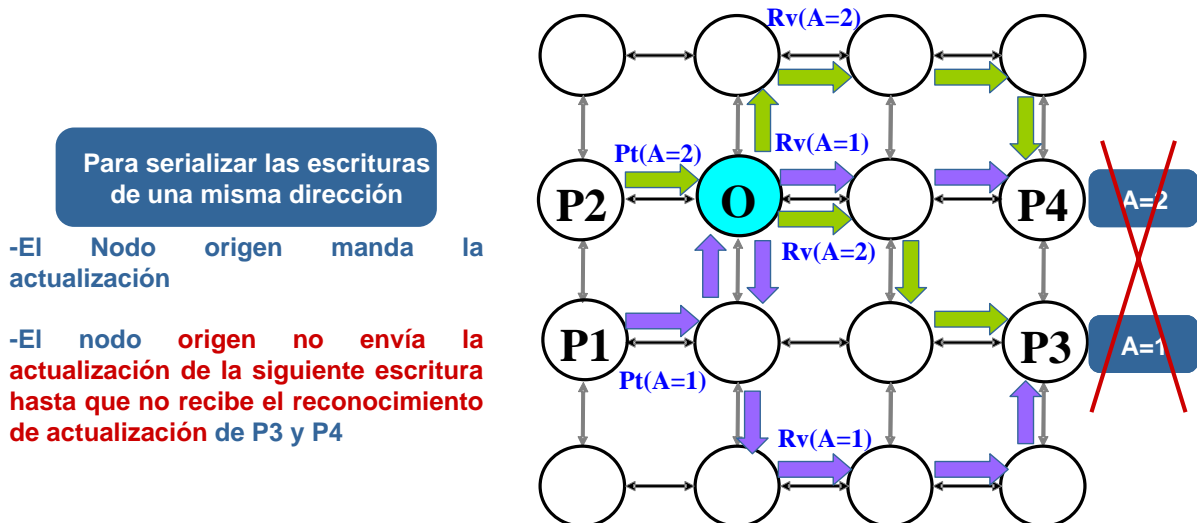 Para serializar las escrituras
de una misma dirección
-El Nodo origen manda la
actualización
-El nodo origen no envía la
actualización de la siguiente escritura
hasta que no recibe el reconocimiento
de actualización de P3 y P4
Rv(A=2)
Pt(A=2)
Rv(A=1)
P2
O
P4
A=2
Rv(A=2)
P1
P3
A=1
Pt(A=1)
Rv(A=1)